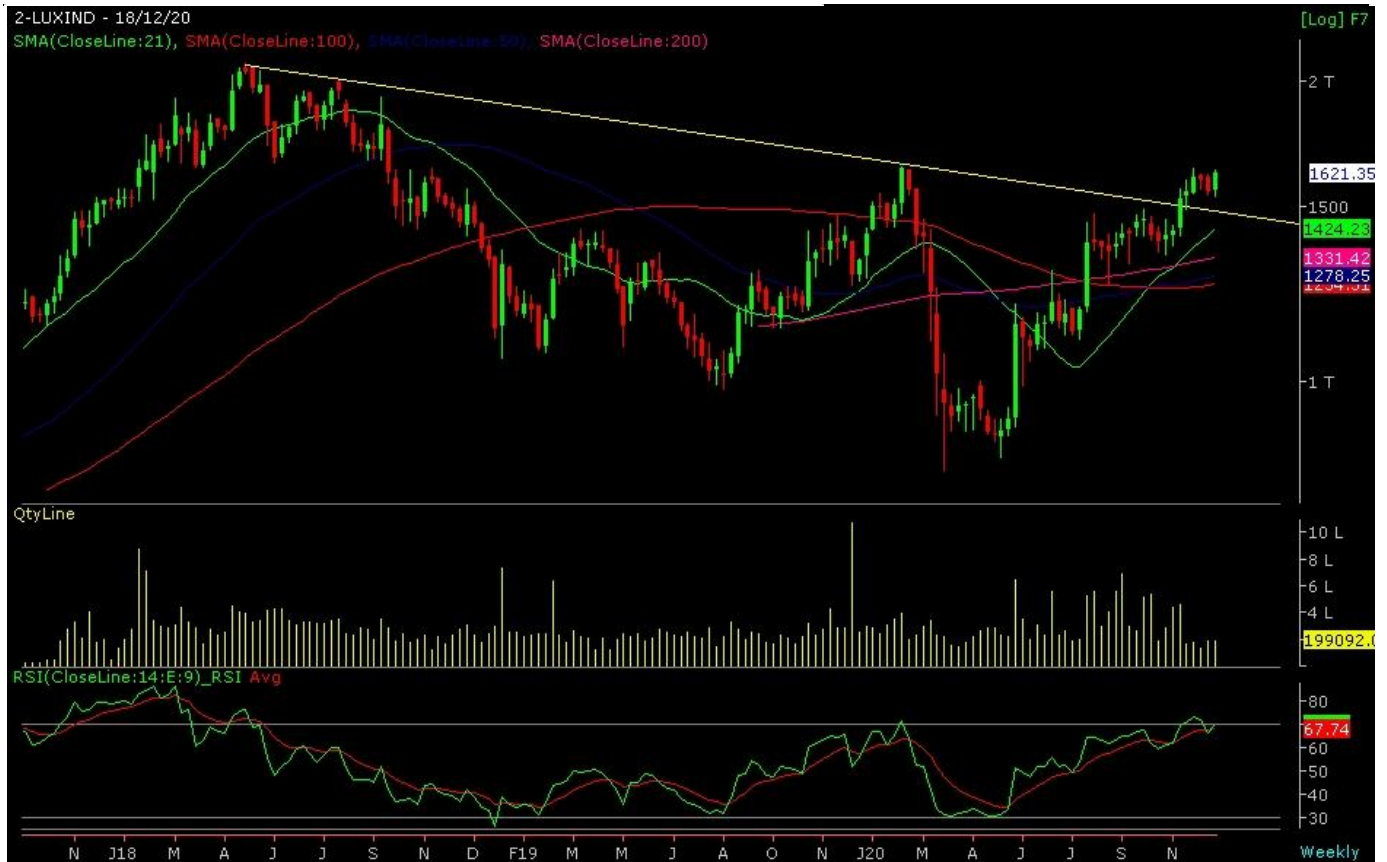 2-LUXIND - 18/12/20
[Log] F7
SMA(CloseLine:21), SMA(CloseLine:100), SMA(CloseLine:50), SMA(CloseLine:200)
2 T
1621.35
1500
1424.23
1331.42
1278.25
1 T
QtyLine
10 L
8 L
6 L
4 L
199092.0
RSI(CloseLine:14:E:9)_RSI Avg
80
67.74
60
50
40
30
N J18 M A J J S N D F19 M M J A O N J20 M A J J S N
Weekly